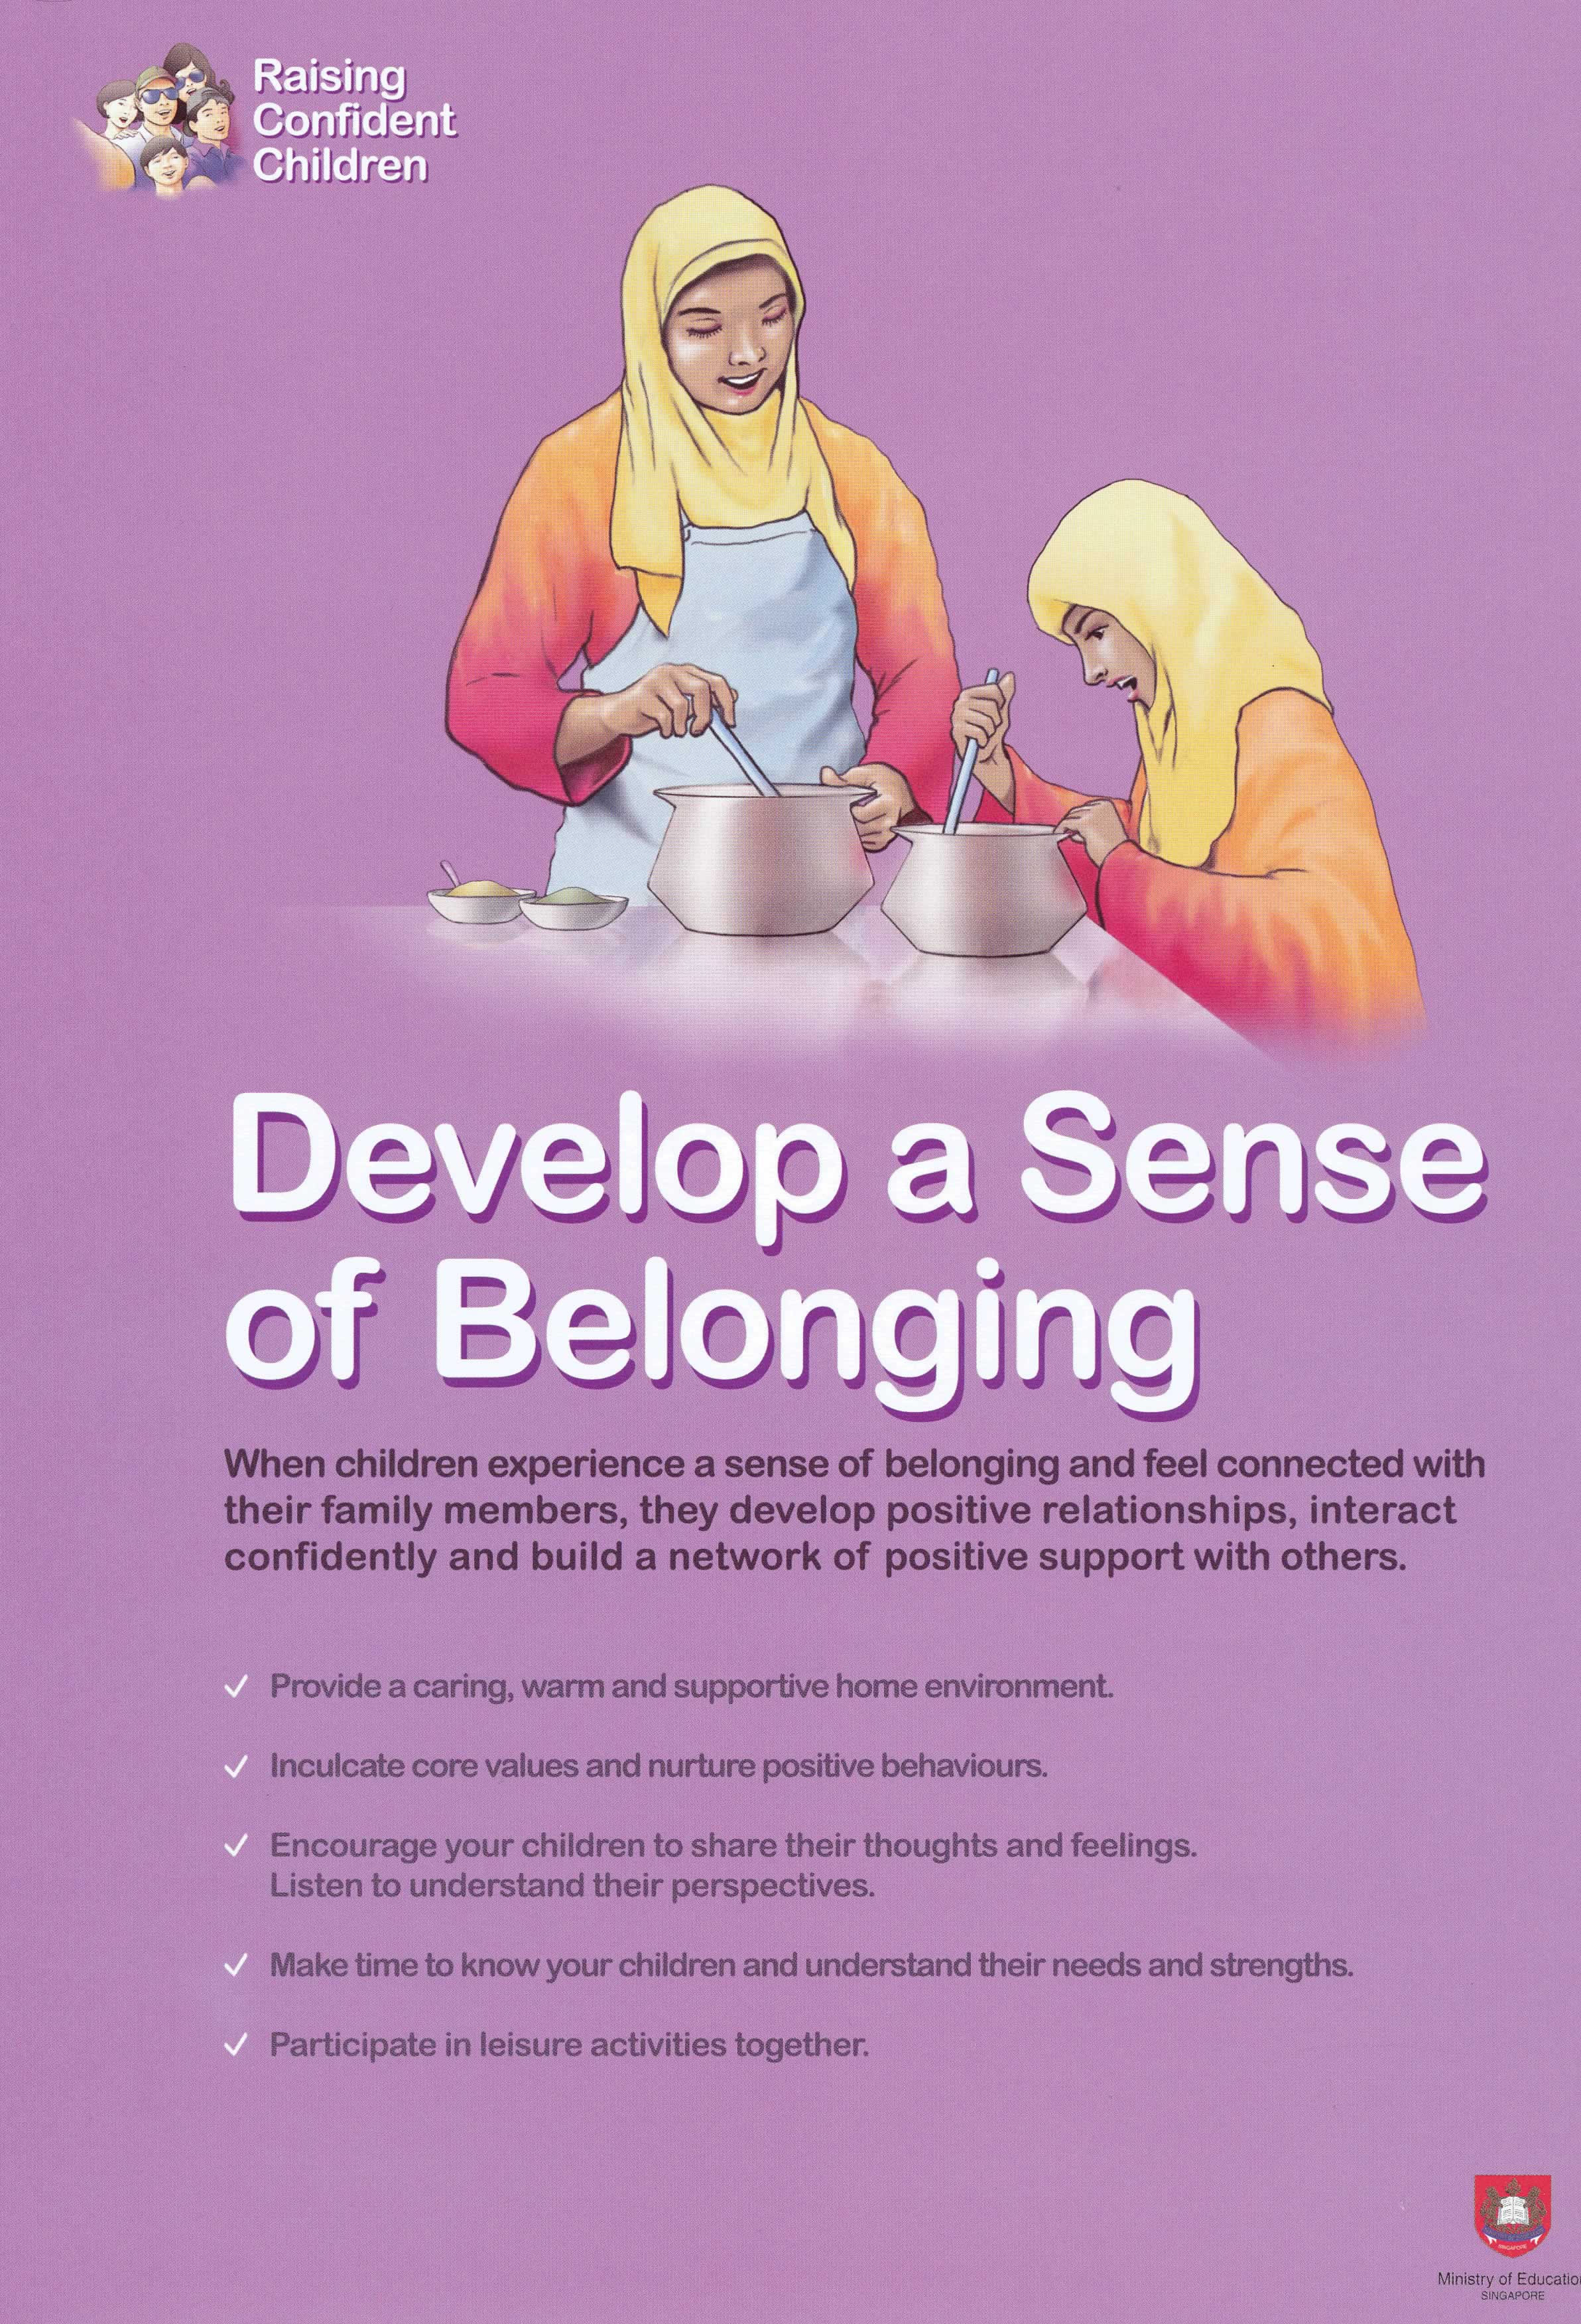 Raising
Confident
Children
Develop a Sense
of Belonging
When children experience a sense of belonging and feel connected with
their family members, they develop positive relationships, interact
confidently and build a network of positive support with others.
✓ Provide a caring, warm and supportive home environment.
✓ Inculcate core values and nurture positive behaviours.
✓ Encourage your children to share their thoughts and feelings.
Listen to understand their perspectives.
✓ Make time to know your children and understand their needs and strengths.
✓ Participate in leisure activities together.
SINGAPORE
Ministry of Educatio
SINGAPORE